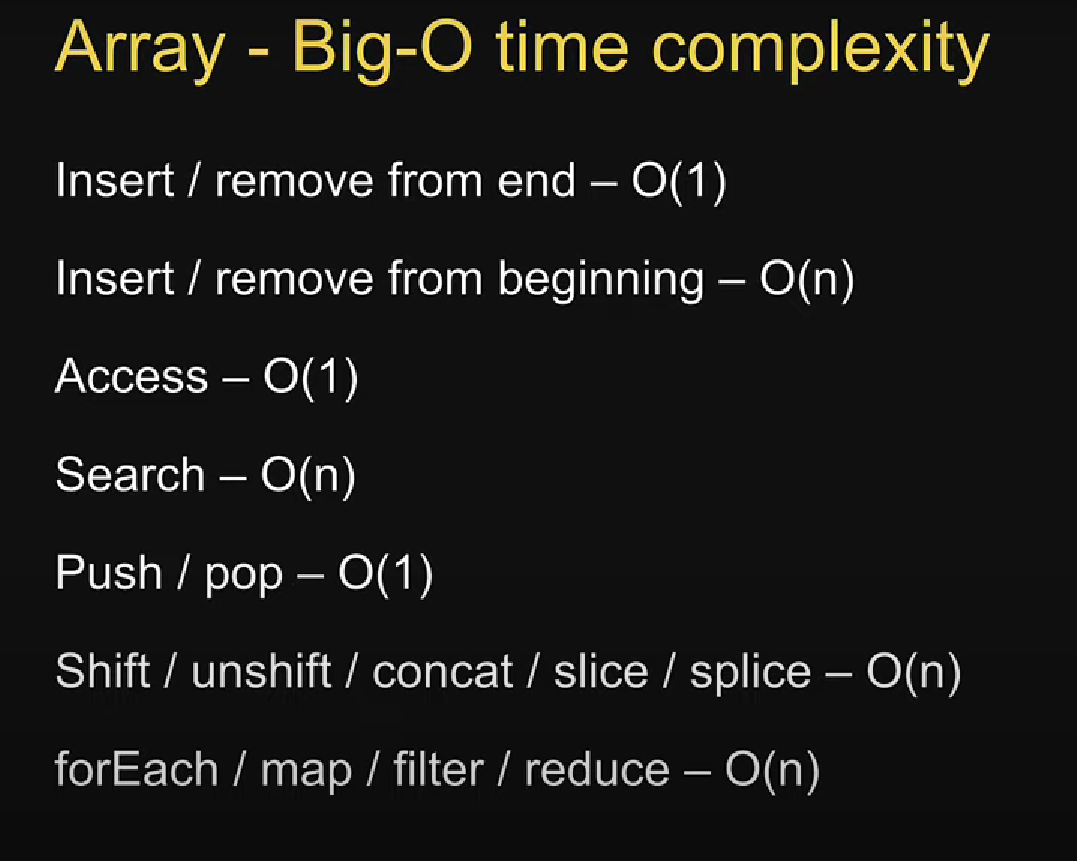 Array - Big-O time complexity
Insert / remove from end – O(1)
Insert / remove from beginning – O(n)
Access – O(1)
Search – O(n)
Push / pop – O(1)
Shift / unshift / concat / slice / splice – O(n)
forEach / map / filter / reduce – O(n)